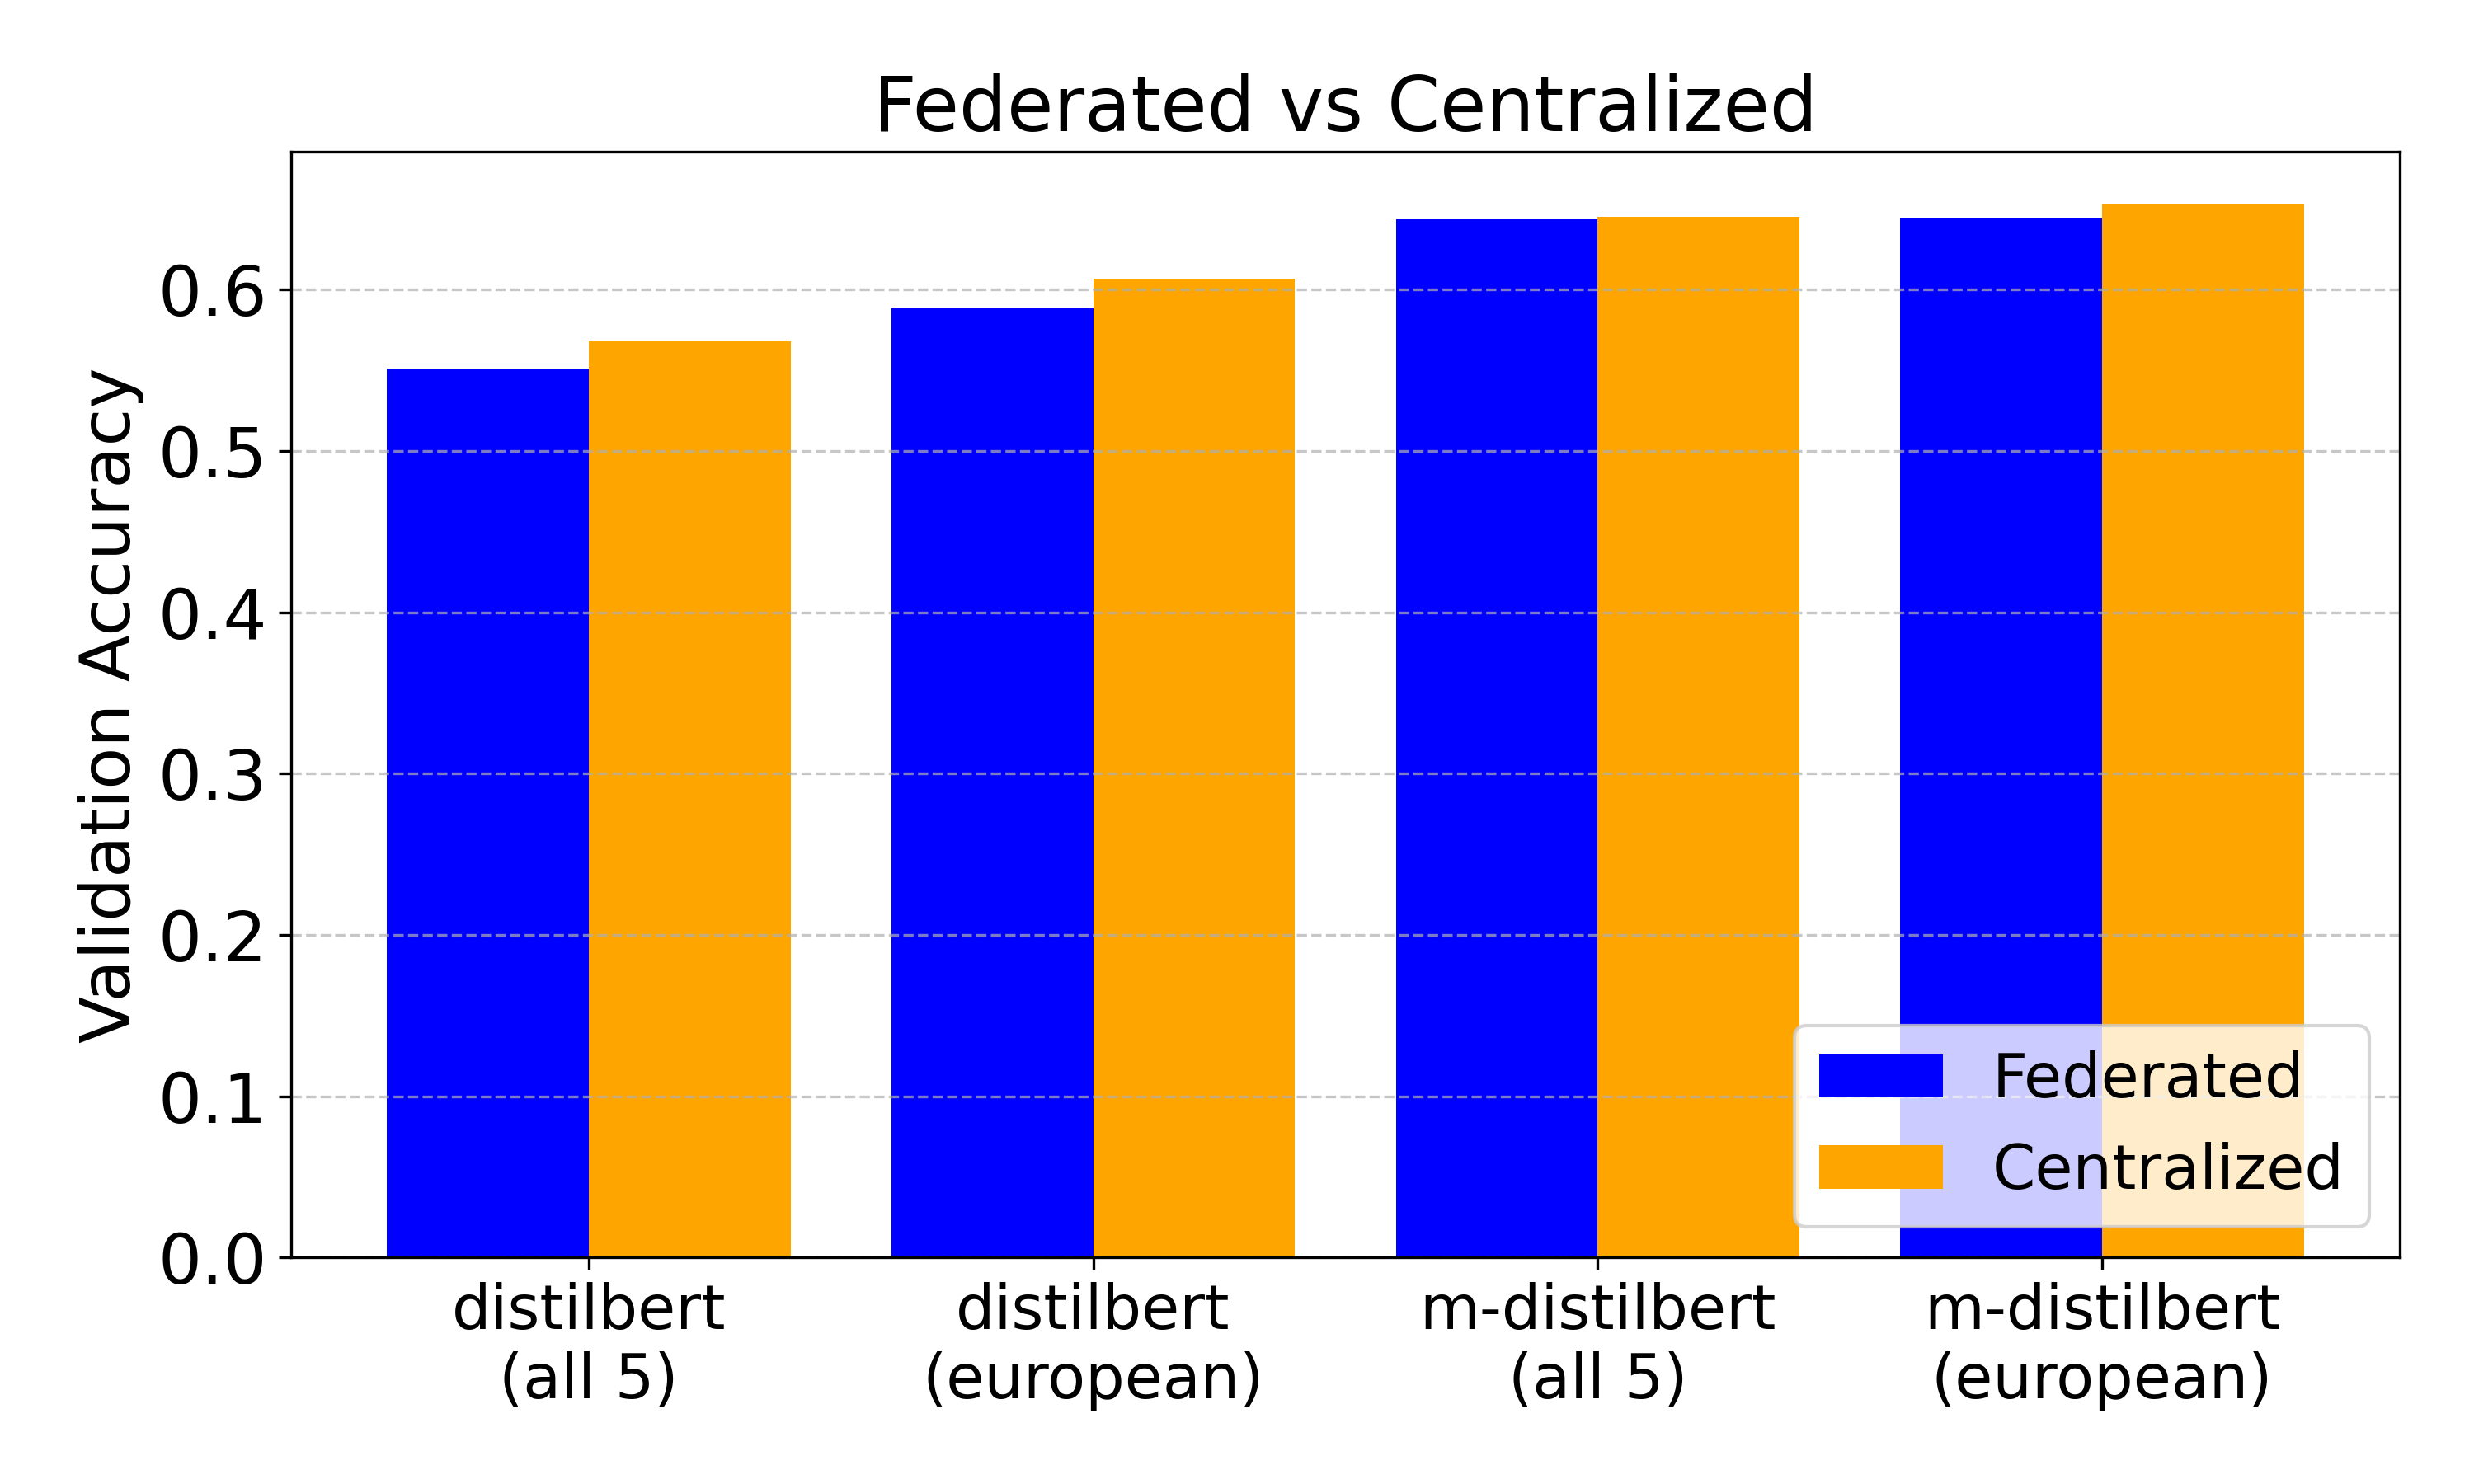 Federated vs Centralized
Validation Accuracy
0.6
0.5
0.4
0.3
0.2
0.1
0.0
distilbert
(all 5)
distilbert
(european)
m-distilbert
(all 5)
m-distilbert
(european)
Federated
Centralized